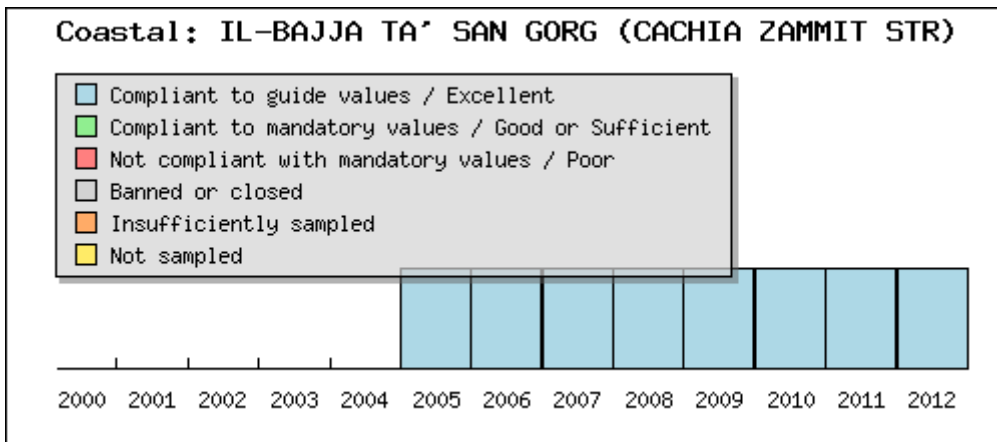 Coastal: IL-BAJJA TA´ SAN GORG (CACHIA ZAMMIT STR)
Compliant to guide values / Excellent
Compliant to mandatory values / Good or Sufficient
Not compliant with mandatory values / Poor
Banned or closed
Insufficiently sampled
Not sampled
2000 2001 2002 2003 2004 2005 2006 2007 2008 2009 2010 2011 2012